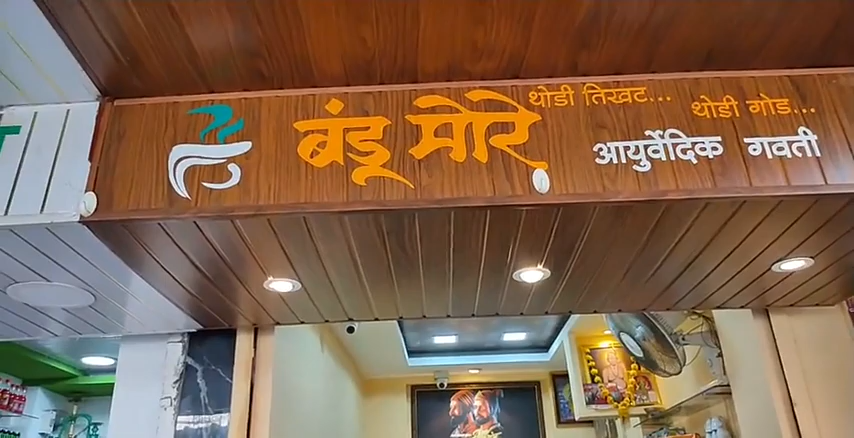 बंडू मोरे
थोडी तिखट... थोडी गोड...
आयुर्वेदिक गवती